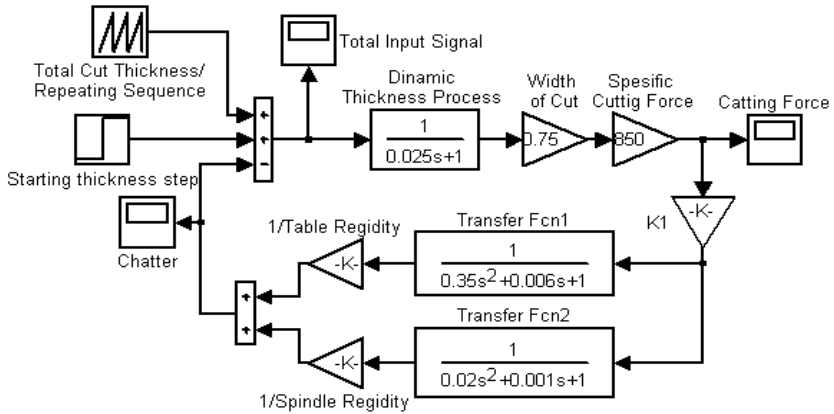 Total Input Signal
Total Cut Thickness/
Repeating Sequence
Dinamic
Thickness Process
Width
of Cut
Spesific
Cuttig Force
Catting Force
+
+
-
1
0.025s+1
0.75
850
Starting thickness step
Chatter
K1
-K-
1/Table Regidity
Transfer Fcn1
-K-
1
0.35s²+0.006s+1
+
+
Transfer Fcn2
-K-
1
0.02s²+0.001s+1
1/Spindle Regidity